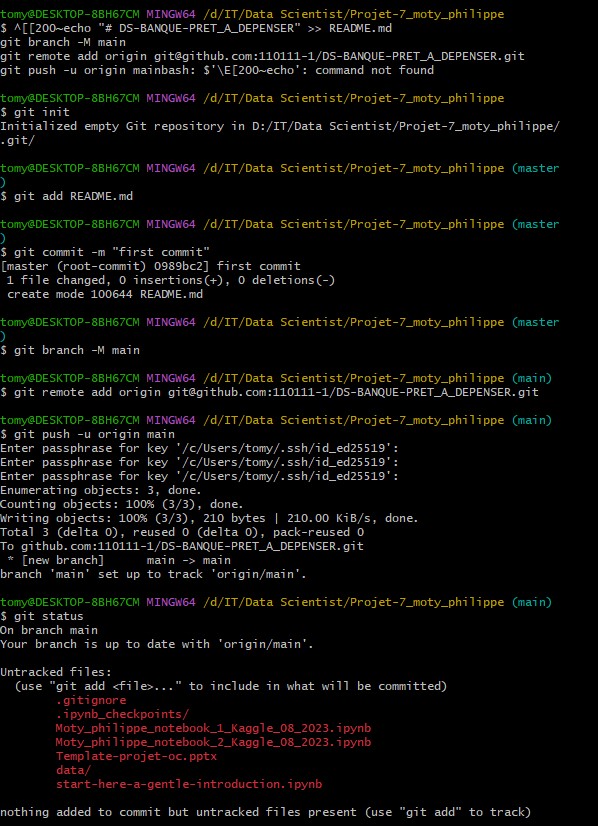 tomy@DESKTOP-8BH67CM MINGW64 /d/IT/Data Scientist/Projet-7_moty_philippe
$ ^[[200~echo "# DS-BANQUE-PRET_A_DEPENSER" >> README.md
git branch -M main
git remote add origin git@github.com:110111-1/DS-BANQUE-PRET_A_DEPENSER.git
git push -u origin mainbash: $'\E[200~echo': command not found
tomy@DESKTOP-8BH67CM MINGW64 /d/IT/Data Scientist/Projet-7_moty_philippe
$ git init
Initialized empty Git repository in D:/IT/Data Scientist/Projet-7_moty_philippe/
.git/
tomy@DESKTOP-8BH67CM MINGW64 /d/IT/Data Scientist/Projet-7_moty_philippe (master
)
$ git add README.md
tomy@DESKTOP-8BH67CM MINGW64 /d/IT/Data Scientist/Projet-7_moty_philippe (master
)
$ git commit -m "first commit"
[master (root-commit) 0989bc2] first commit
 1 file changed, 0 insertions(+), 0 deletions(-)
 create mode 100644 README.md
tomy@DESKTOP-8BH67CM MINGW64 /d/IT/Data Scientist/Projet-7_moty_philippe (master
)
$ git branch -M main
tomy@DESKTOP-8BH67CM MINGW64 /d/IT/Data Scientist/Projet-7_moty_philippe (main)
$ git remote add origin git@github.com:110111-1/DS-BANQUE-PRET_A_DEPENSER.git
tomy@DESKTOP-8BH67CM MINGW64 /d/IT/Data Scientist/Projet-7_moty_philippe (main)
$ git push -u origin main
Enter passphrase for key '/c/Users/tomy/.ssh/id_ed25519':
Enter passphrase for key '/c/Users/tomy/.ssh/id_ed25519':
Enter passphrase for key '/c/Users/tomy/.ssh/id_ed25519':
Enumerating objects: 3, done.
Counting objects: 100% (3/3), done.
Writing objects: 100% (3/3), 210 bytes | 210.00 KiB/s, done.
Total 3 (delta 0), reused 0 (delta 0), pack-reused 0
To github.com:110111-1/DS-BANQUE-PRET_A_DEPENSER.git
 * [new branch]      main -> main
branch 'main' set up to track 'origin/main'.
tomy@DESKTOP-8BH67CM MINGW64 /d/IT/Data Scientist/Projet-7_moty_philippe (main)
$ git status
On branch main
Your branch is up to date with 'origin/main'.
Untracked files:
  (use "git add <file>..." to include in what will be committed)
        .gitignore
        .ipynb_checkpoints/
        Moty_philippe_notebook_1_Kaggle_08_2023.ipynb
        Moty_philippe_notebook_2_Kaggle_08_2023.ipynb
        Template-projet-oc.pptx
        data/
        start-here-a-gentle-introduction.ipynb
nothing added to commit but untracked files present (use "git add" to track)